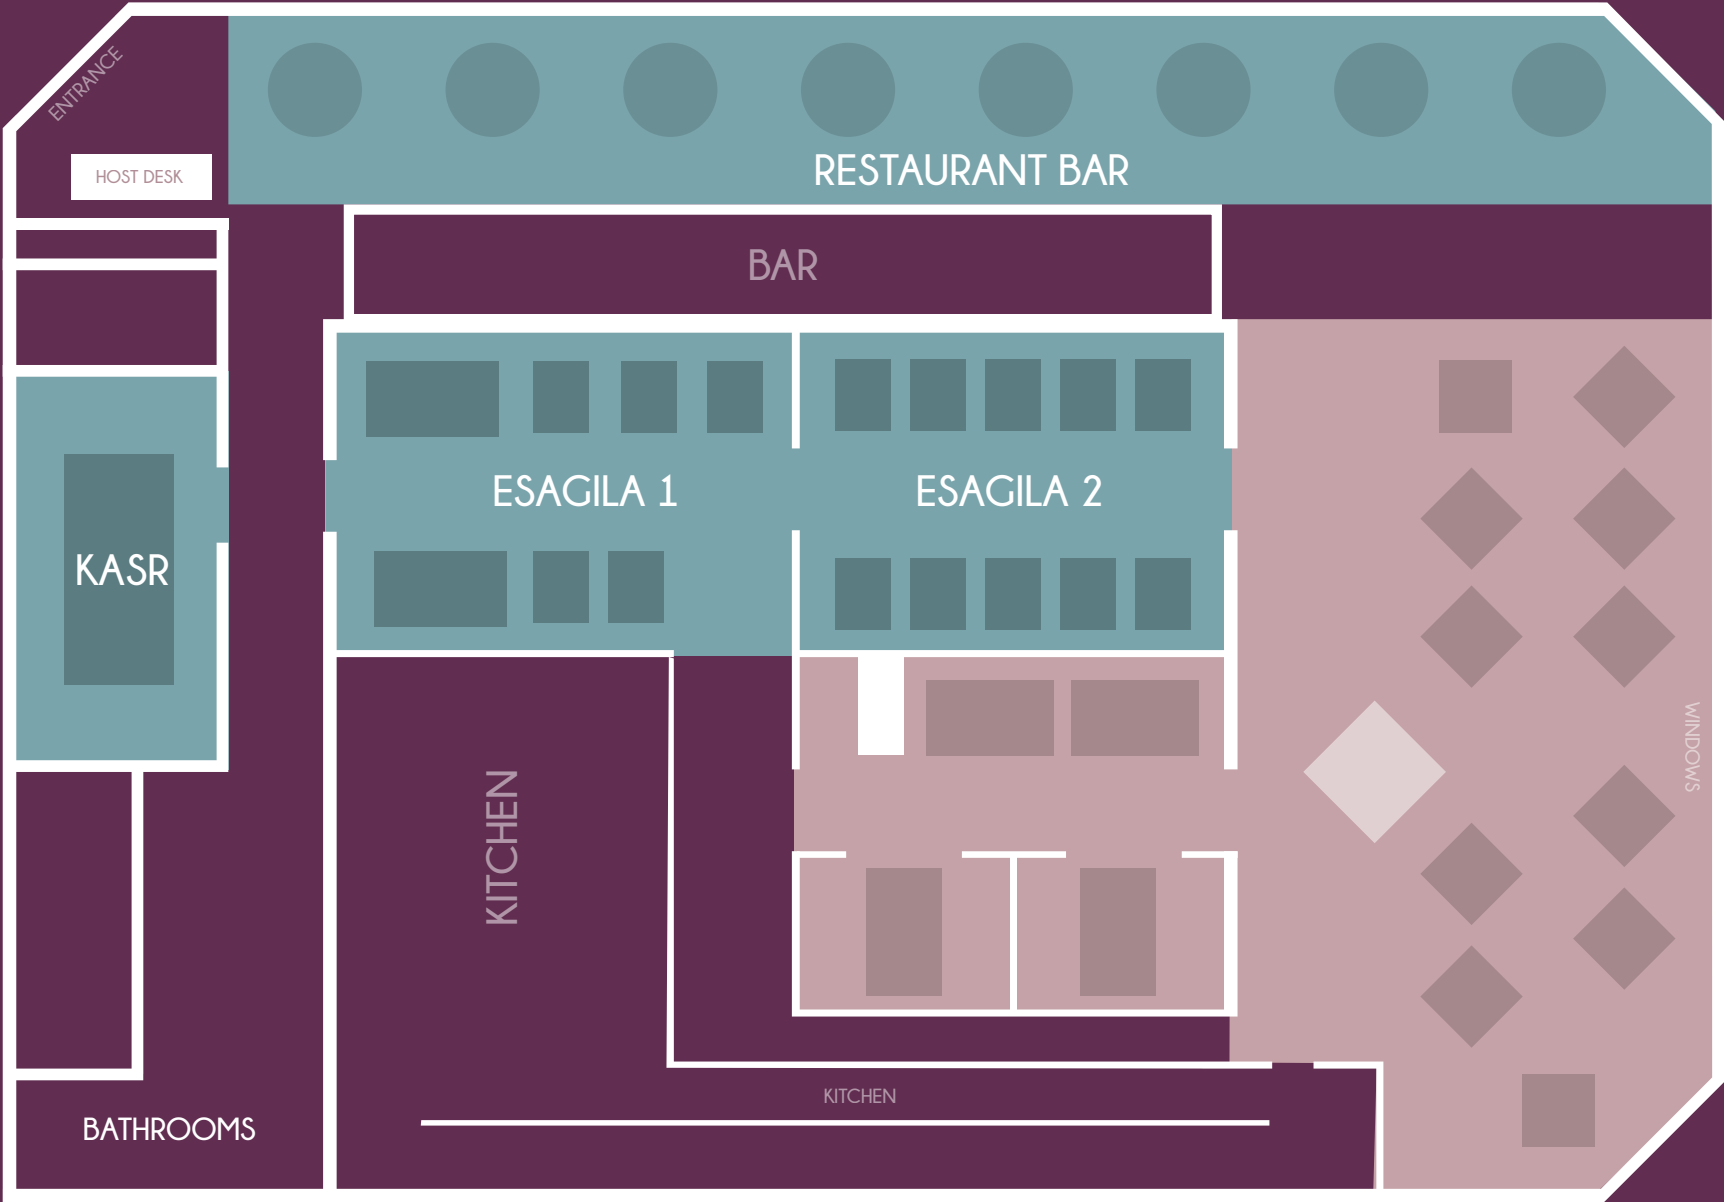 ENTRANCE
HOST DESK
RESTAURANT BAR
BAR
ESAGILA 1
ESAGILA 2
KASR
WINDOWS
KITCHEN
KITCHEN
BATHROOMS